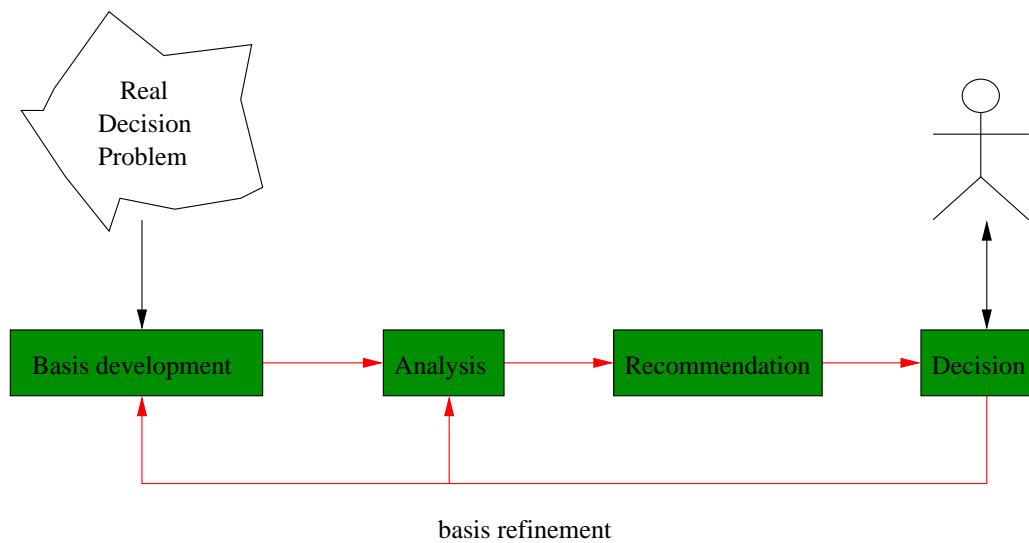 Real
Decision
Problem
Basis development
Analysis
Recommendation
Decision
basis refinement